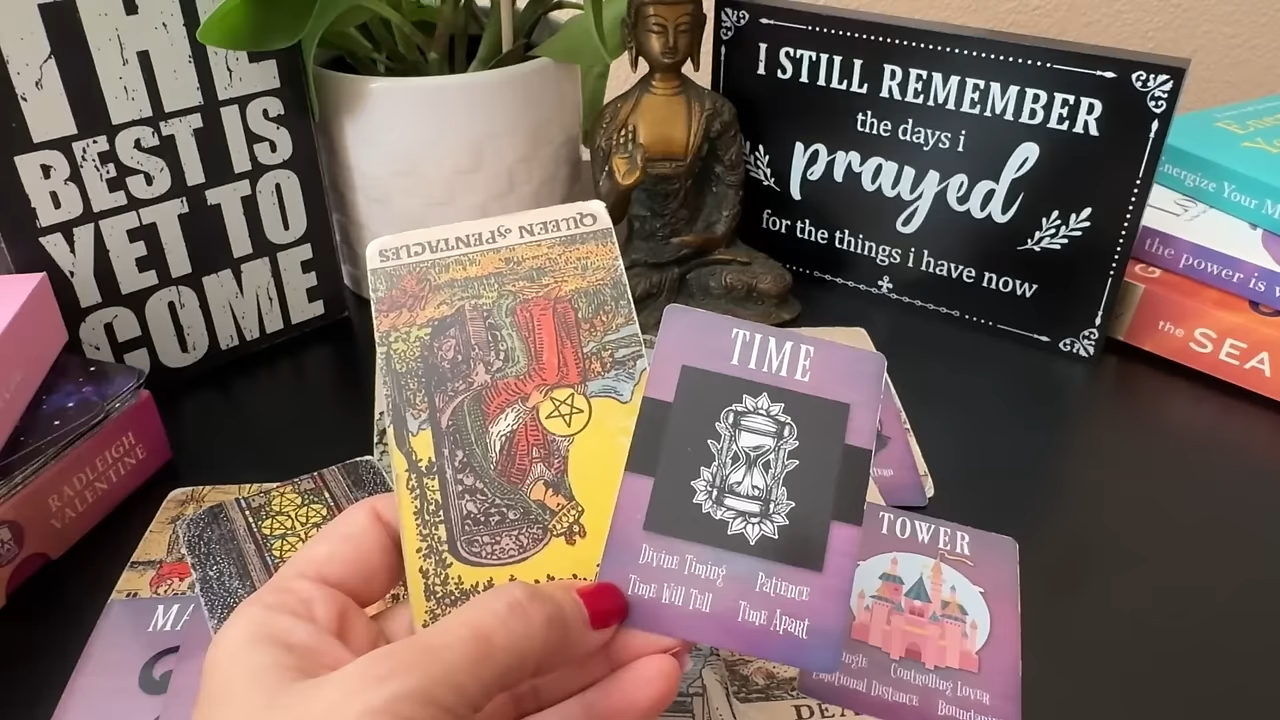 THE
BEST IS
YET TO
COME
I STILL REMEMBER
the days i
prayed
for the things i have now
Energize Your M
the power is
the SEA
RADLEIGH
VALENTINE
QUEEN of PENTACLES
TIME
Divine Timing
Patience
Time Will Tell
Time Apart
TOWER
Controlling Lover
Emotional Distance
MA